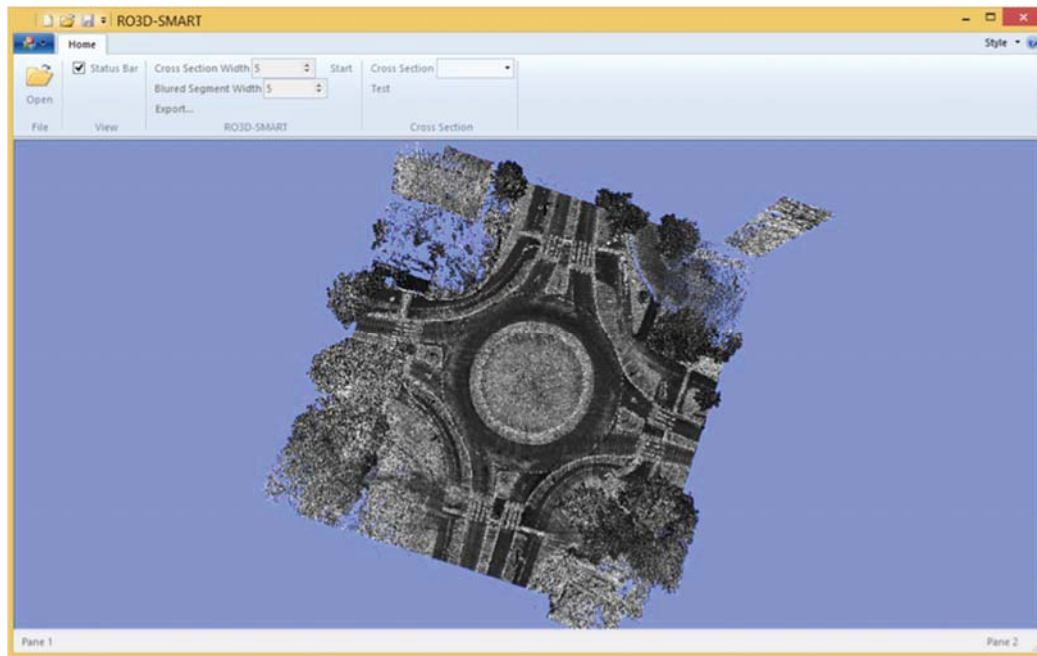 RO3D-SMART
Home
Style
Open
Status Bar
Cross Section Width 5
Start
Cross Section
Blured Segment Width 5
Test
Export...
File
View
RO3D-SMART
Cross Section
Pane 1
Pane 2